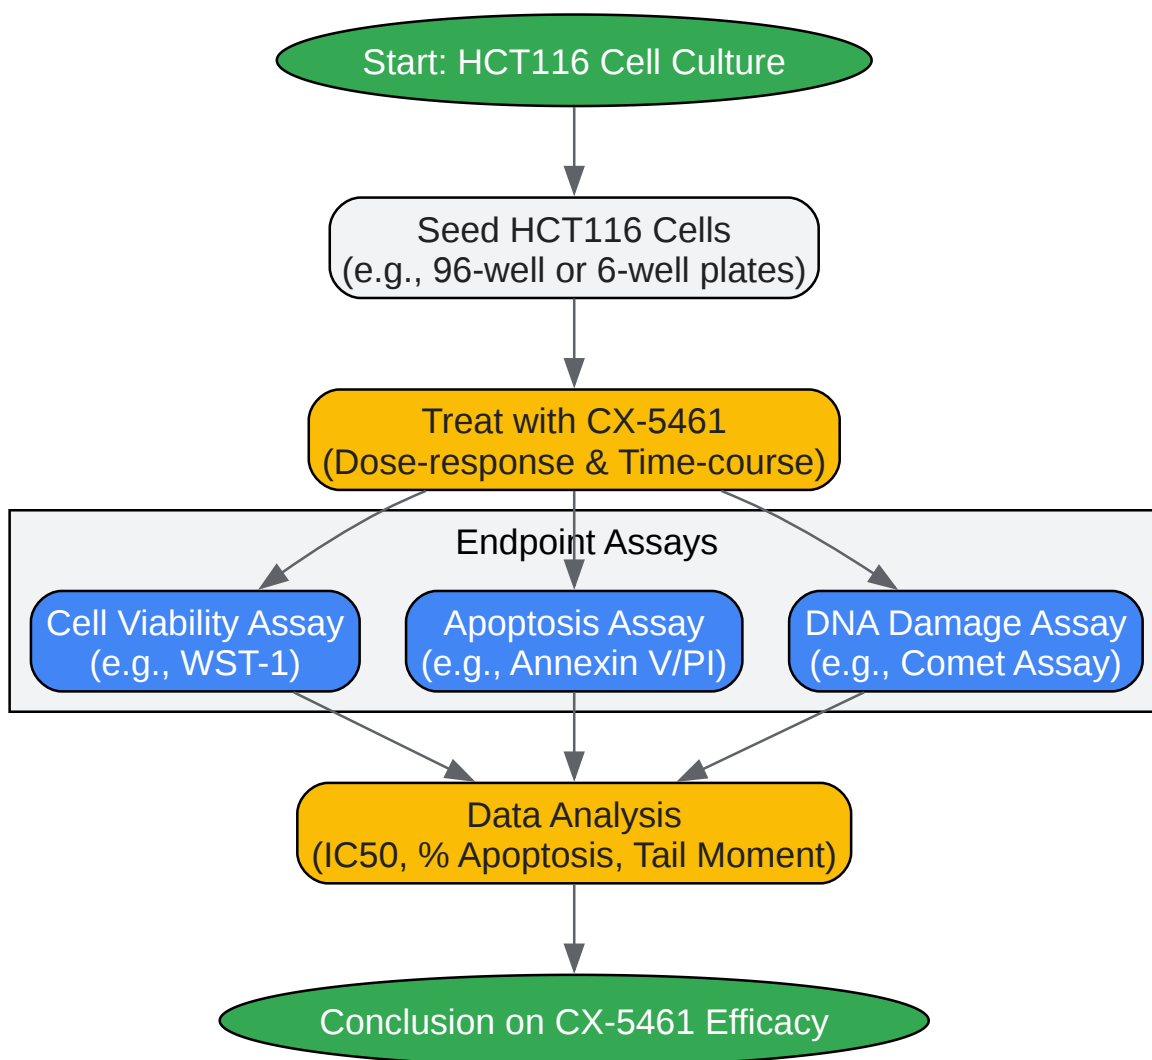 Start: HCT116 Cell Culture
Seed HCT116 Cells
(e.g., 96-well or 6-well plates)
Treat with CX-5461
(Dose-response & Time-course)
Endpoint Assays
Cell Viability Assay
(e.g., WST-1)
Apoptosis Assay
(e.g., Annexin V/PI)
DNA Damage Assay
(e.g., Comet Assay)
Data Analysis
(IC50, % Apoptosis, Tail Moment)
Conclusion on CX-5461 Efficacy